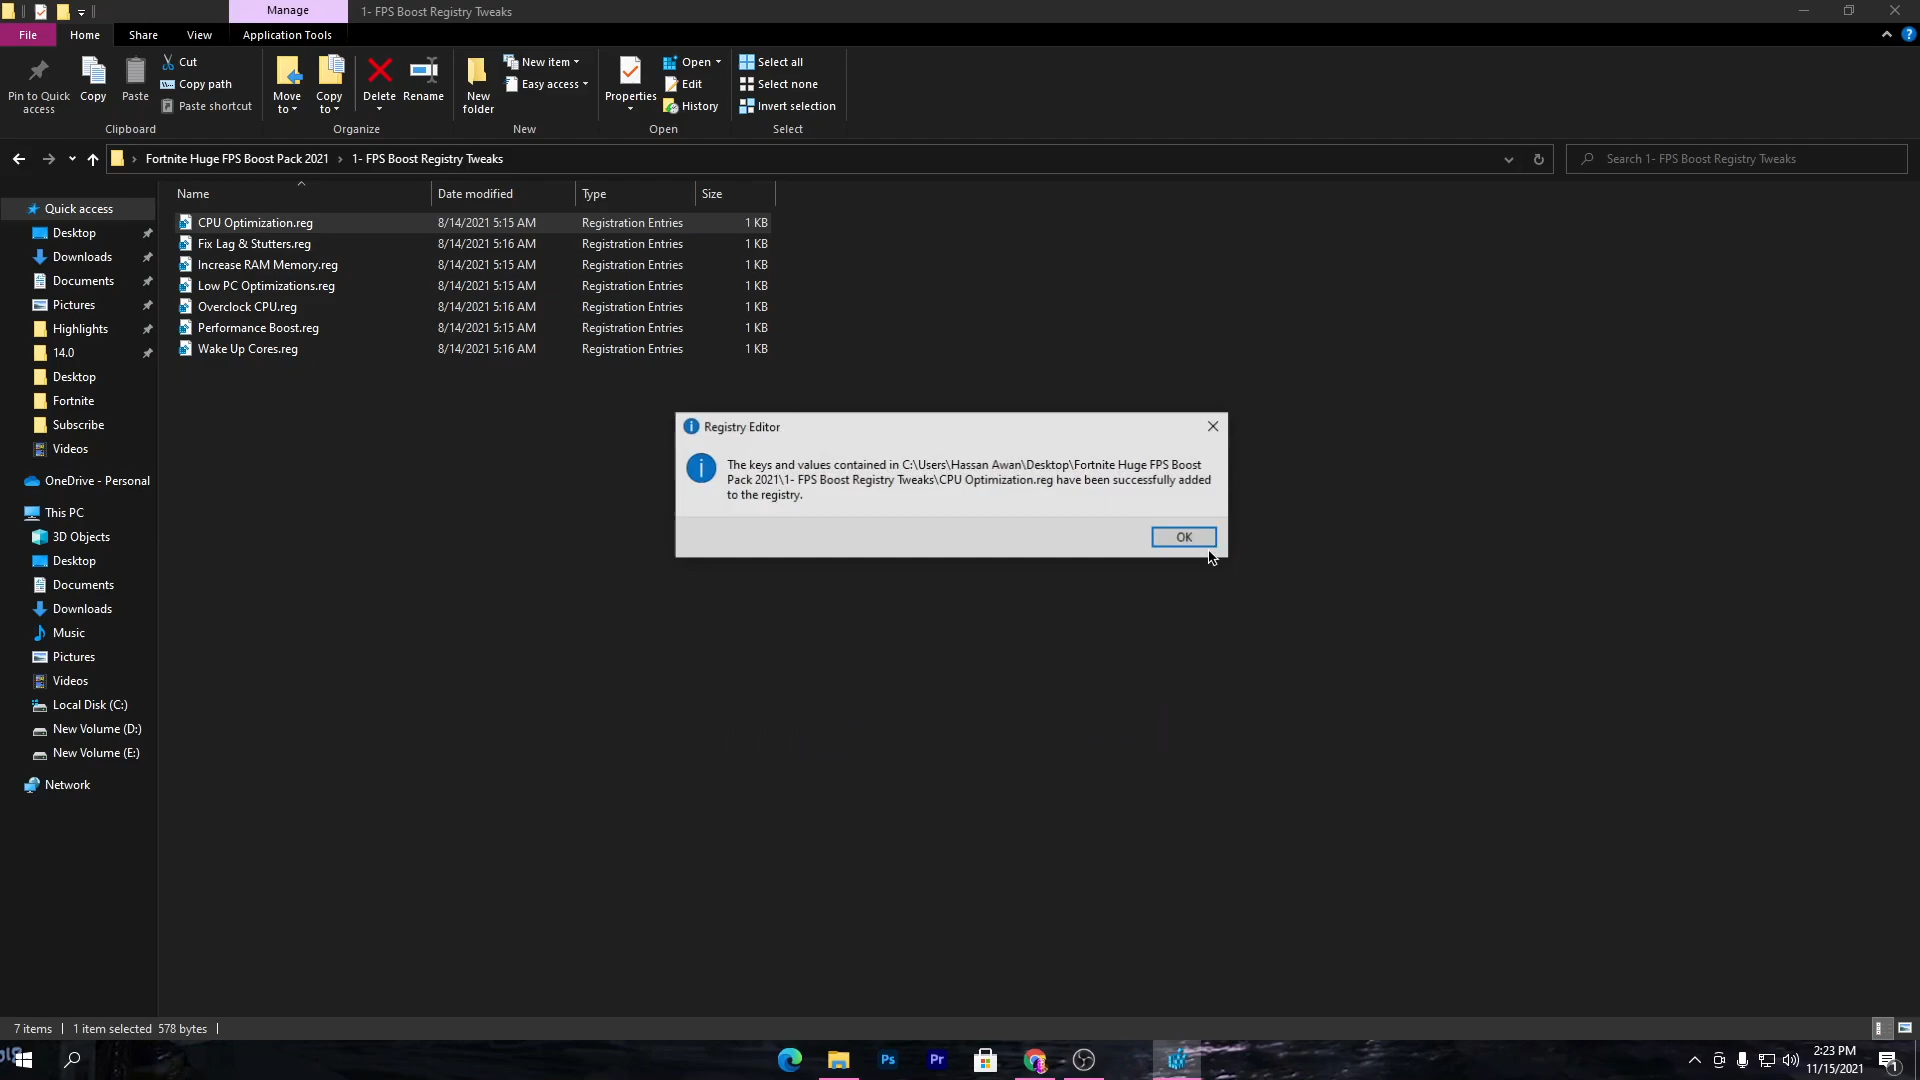 Manage
1- FPS Boost Registry Tweaks
File
Home
Share
View
Application Tools
Pin to Quick access
Copy
Paste
Cut
Copy path
Paste shortcut
Clipboard
Move to
Copy to
Delete
Rename
Organize
New folder
New item
Easy access
New
Properties
Open
Edit
History
Open
Select all
Select none
Invert selection
Select
Fortnite Huge FPS Boost Pack 2021 > 1- FPS Boost Registry Tweaks
Search 1- FPS Boost Registry Tweaks
Name Date modified Type Size
CPU Optimization.reg 8/14/2021 5:15 AM Registration Entries 1 KB
Fix Lag & Stutters.reg 8/14/2021 5:16 AM Registration Entries 1 KB
Increase RAM Memory.reg 8/14/2021 5:15 AM Registration Entries 1 KB
Low PC Optimizations.reg 8/14/2021 5:15 AM Registration Entries 1 KB
Overclock CPU.reg 8/14/2021 5:16 AM Registration Entries 1 KB
Performance Boost.reg 8/14/2021 5:15 AM Registration Entries 1 KB
Wake Up Cores.reg 8/14/2021 5:16 AM Registration Entries 1 KB
Quick access
Desktop
Downloads
Documents
Pictures
Highlights
14.0
Desktop
Fortnite
Subscribe
Videos
OneDrive - Personal
This PC
3D Objects
Desktop
Documents
Downloads
Music
Pictures
Videos
Local Disk (C:)
New Volume (D:)
New Volume (E:)
Network
Registry Editor
The keys and values contained in C:\Users\Hassan Awan\Desktop\Fortnite Huge FPS Boost
Pack 2021\1- FPS Boost Registry Tweaks\CPU Optimization.reg have been successfully added
to the registry.
OK
7 items
1 item selected 578 bytes
Ps
Pr
2:23 PM
11/15/2021
1